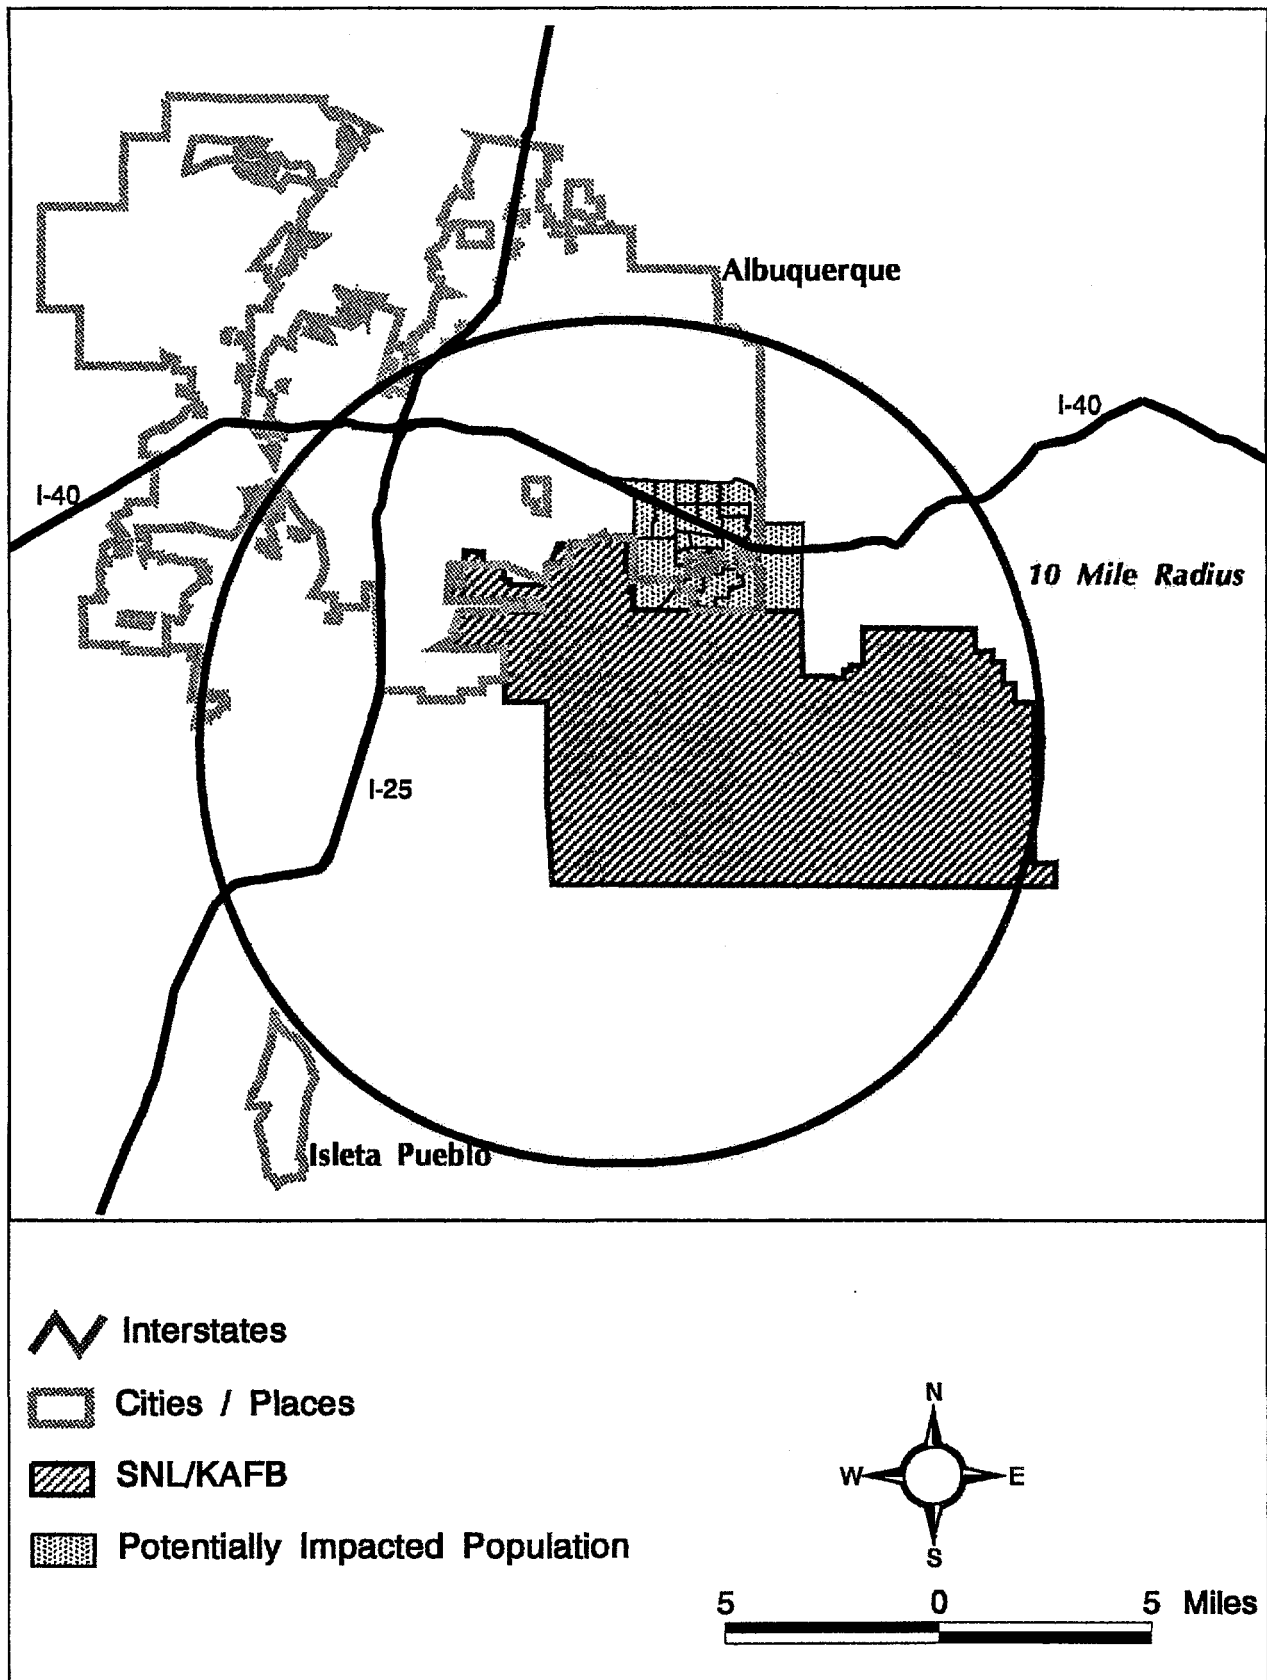 Albuquerque
I-40
I-40
10 Mile Radius
I-25
Isleta Pueblo
Interstates
Cities / Places
SNL/KAFB
Potentially Impacted Population
N
W E
S
5 0 5 Miles